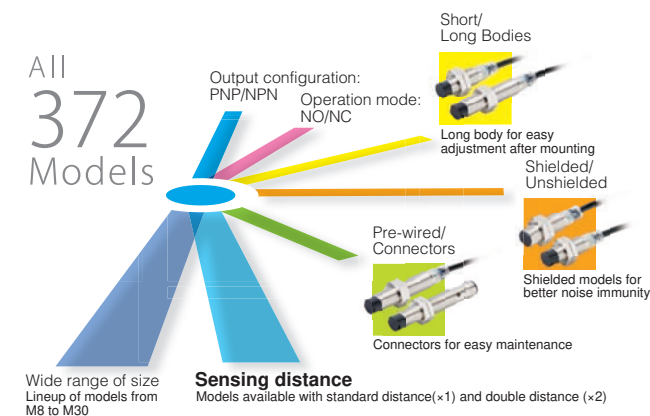 All
372
Models
Output configuration:
PNP/NPN
Operation mode:
NO/NC
Short/
Long Bodies
Long body for easy
adjustment after mounting
Shielded/
Unshielded
Shielded models for
better noise immunity
Pre-wired/
Connectors
Connectors for easy maintenance
Wide range of size
Lineup of models from
M8 to M30
Sensing distance
Models available with standard distance(×1) and double distance (×2)